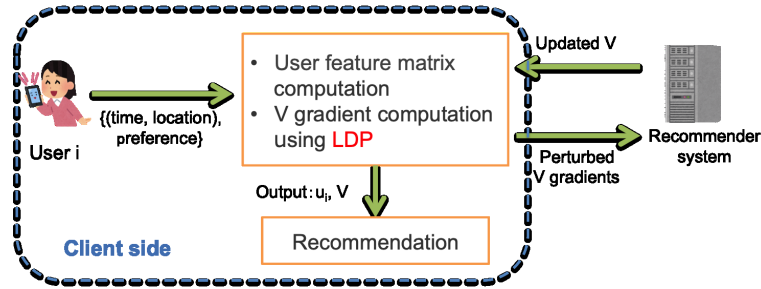 User i
{(time, location),
preference}
• User feature matrix
computation
• V gradient computation
using LDP
Updated V
Perturbed
V gradients
Recommender
system
Output: uᵢ, V
Recommendation
Client side